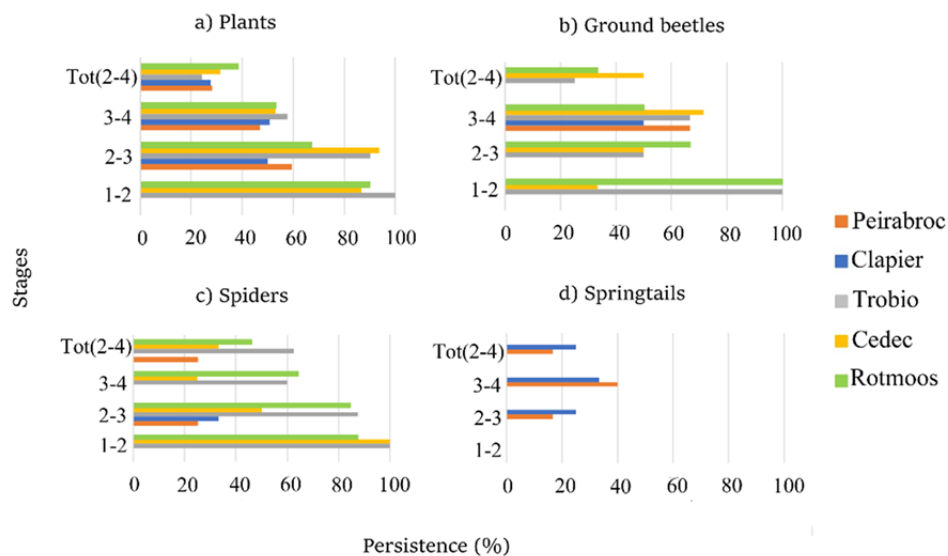 a) Plants
Tot(2-4)
3-4
2-3
1-2
0 20 40 60 80 100
b) Ground beetles
Tot(2-4)
3-4
2-3
1-2
0 20 40 60 80 100
Stages
c) Spiders
Tot(2-4)
3-4
2-3
1-2
0 20 40 60 80 100
d) Springtails
Tot(2-4)
3-4
2-3
1-2
0 20 40 60 80 100
Peirabroc
Clapier
Trobio
Cedec
Rotmoos
Persistence (%)